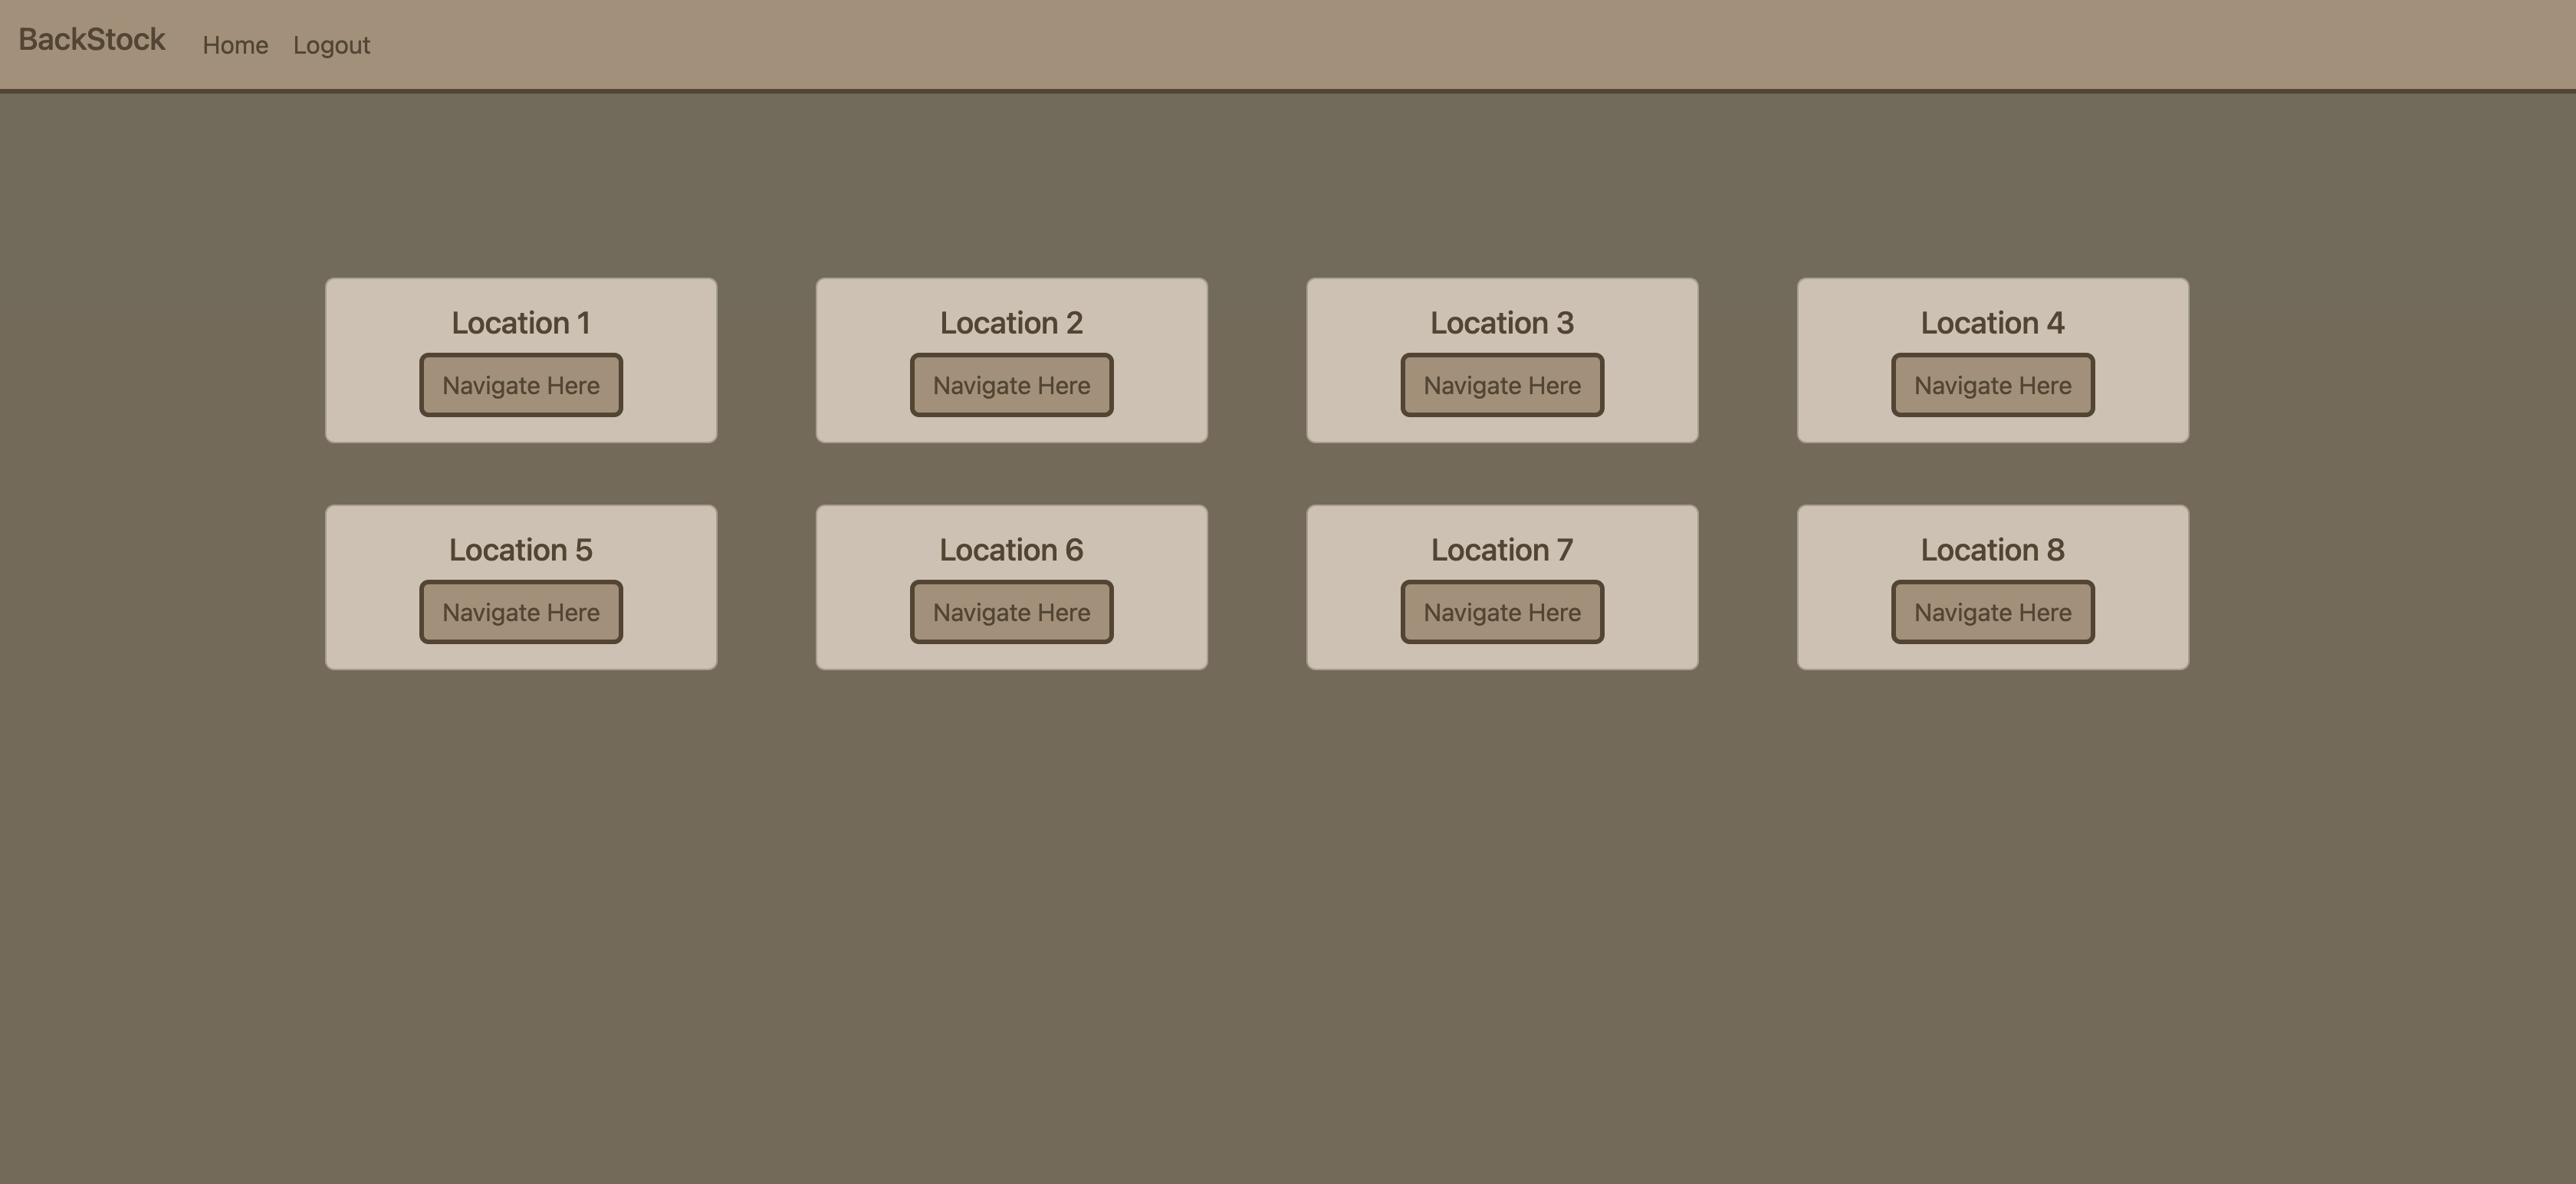 BackStock Home Logout
Location 1 Location 2 Location 3 Location 4
Navigate Here Navigate Here Navigate Here Navigate Here
Location 5 Location 6 Location 7 Location 8
Navigate Here Navigate Here Navigate Here Navigate Here